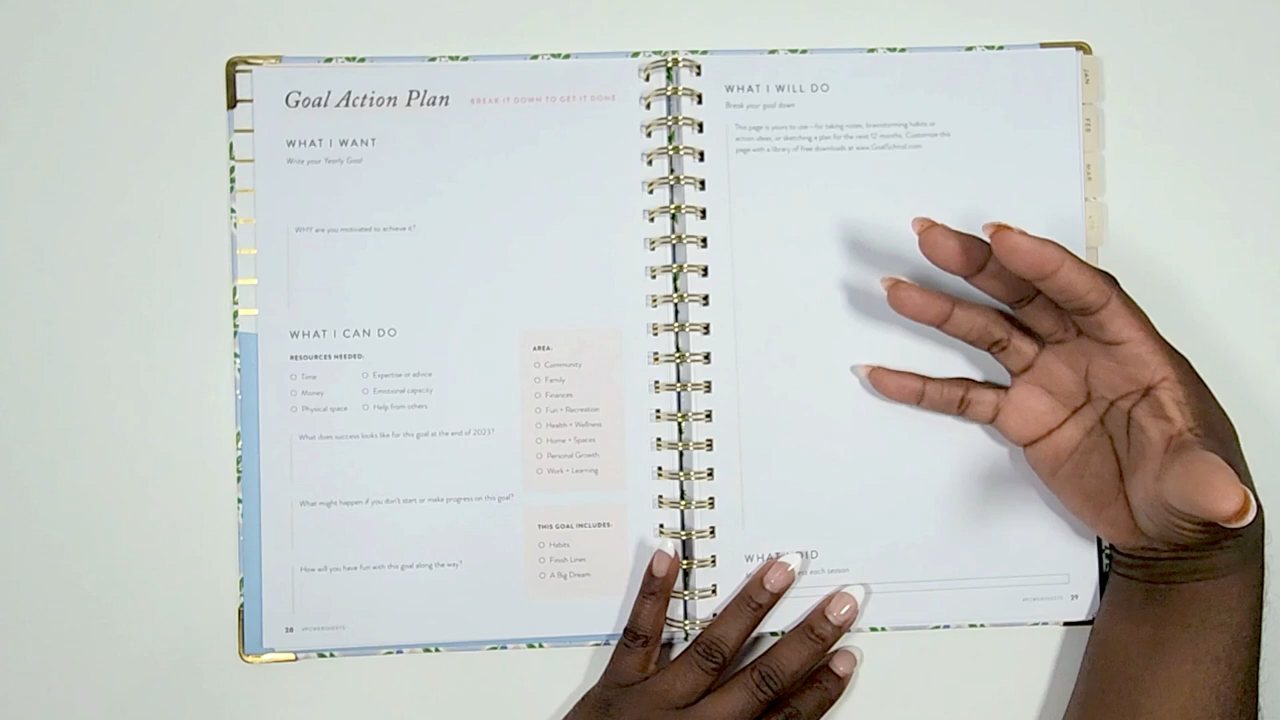 Goal Action Plan
BREAK IT DOWN TO GET IT DONE
WHAT I WANT
Write your Yearly Goal
WHY are you motivated to achieve it?
WHAT I CAN DO
RESOURCES NEEDED:
Time
Money
Physical space
Expertise or advice
Emotional capacity
Help from others
What does success looks like for this goal at the end of 2023?
What might happen if you don't start or make progress on this goal?
How will you have fun with this goal along the way?
AREA:
Community
Family
Finances
Fun + Recreation
Health + Wellness
Home + Spaces
Personal Growth
Work + Learning
THIS GOAL INCLUDES:
Habits
Finish Lines
A Big Dream
28 #POWERSHEETS
WHAT I WILL DO
Break your goal down
This page is yours to use – for taking notes, brainstorming habits or
action ideas, or sketching a plan for the next 12 months. Customize this
page with a library of free downloads at www.GoalSchool.com.
WHAT I DID
each season
#POWERSHEETS 29
JAN
FEB
MAR